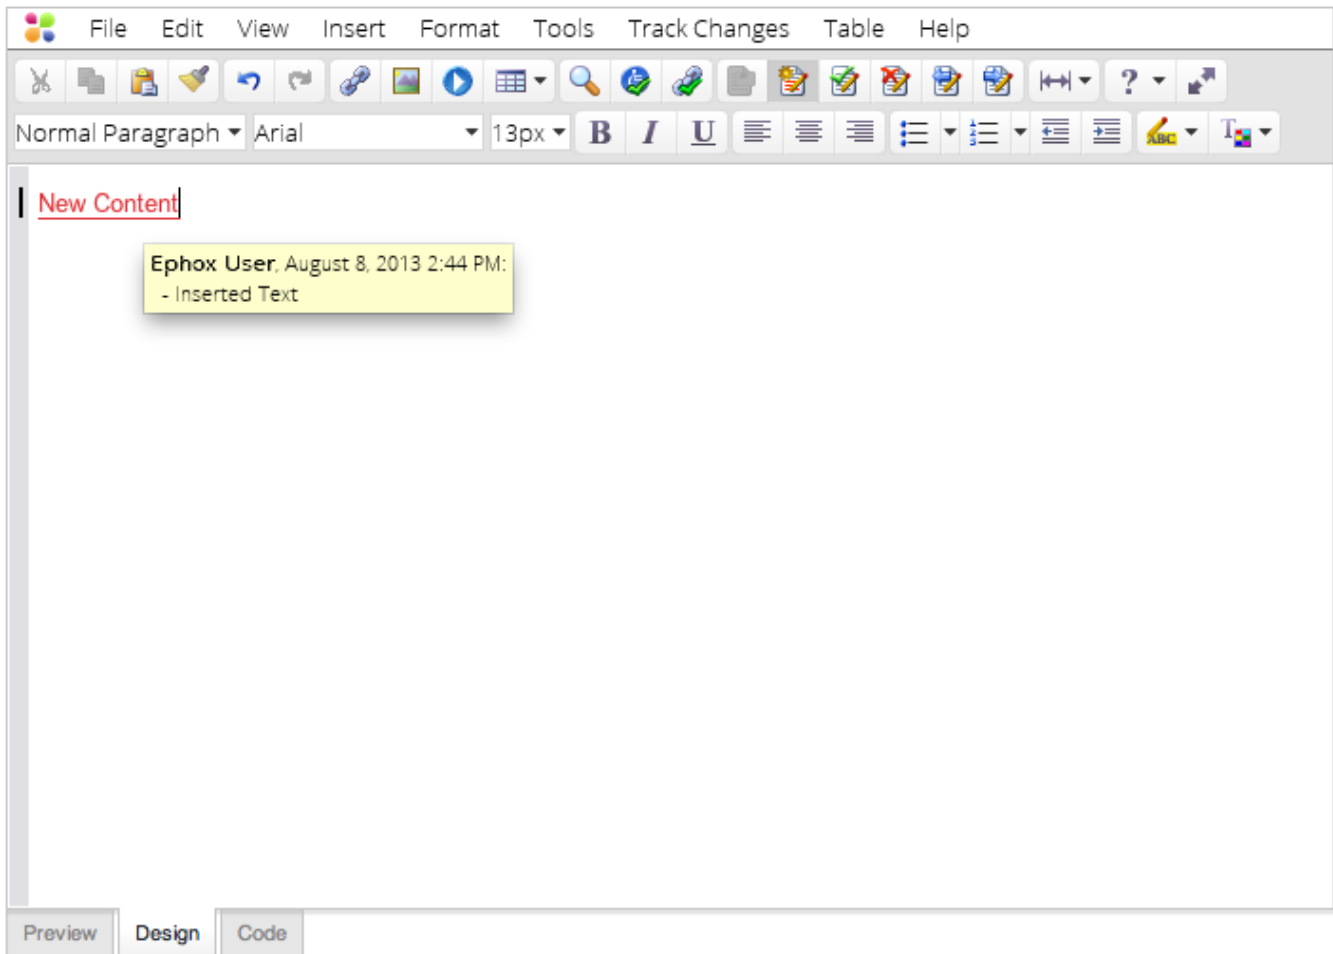 File Edit View Insert Format Tools Track Changes Table Help
?
Normal Paragraph Arial 13px B I U ABC T
New Content
Ephox User, August 8, 2013 2:44 PM:
- Inserted Text
Preview Design Code